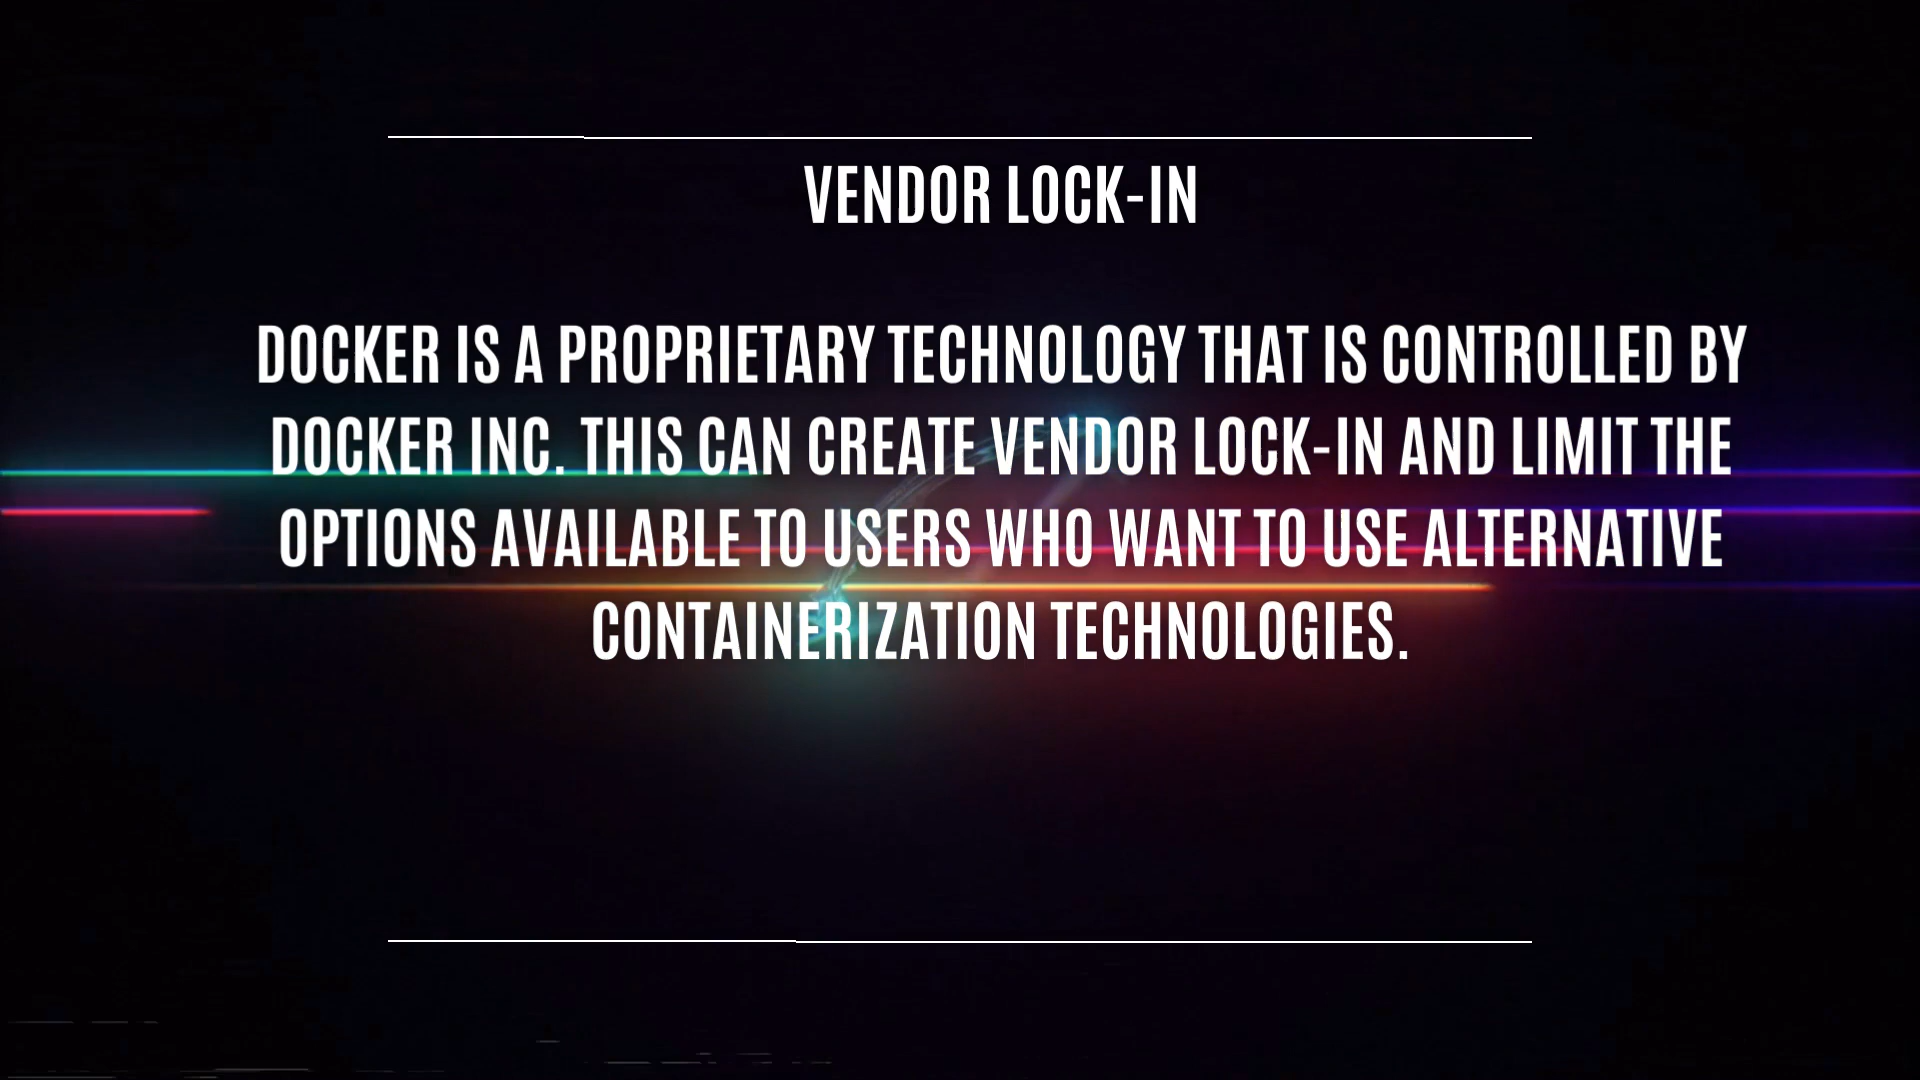 VENDOR LOCK-IN
DOCKER IS A PROPRIETARY TECHNOLOGY THAT IS CONTROLLED BY
DOCKER INC. THIS CAN CREATE VENDOR LOCK-IN AND LIMIT THE
OPTIONS AVAILABLE TO USERS WHO WANT TO USE ALTERNATIVE
CONTAINERIZATION TECHNOLOGIES.